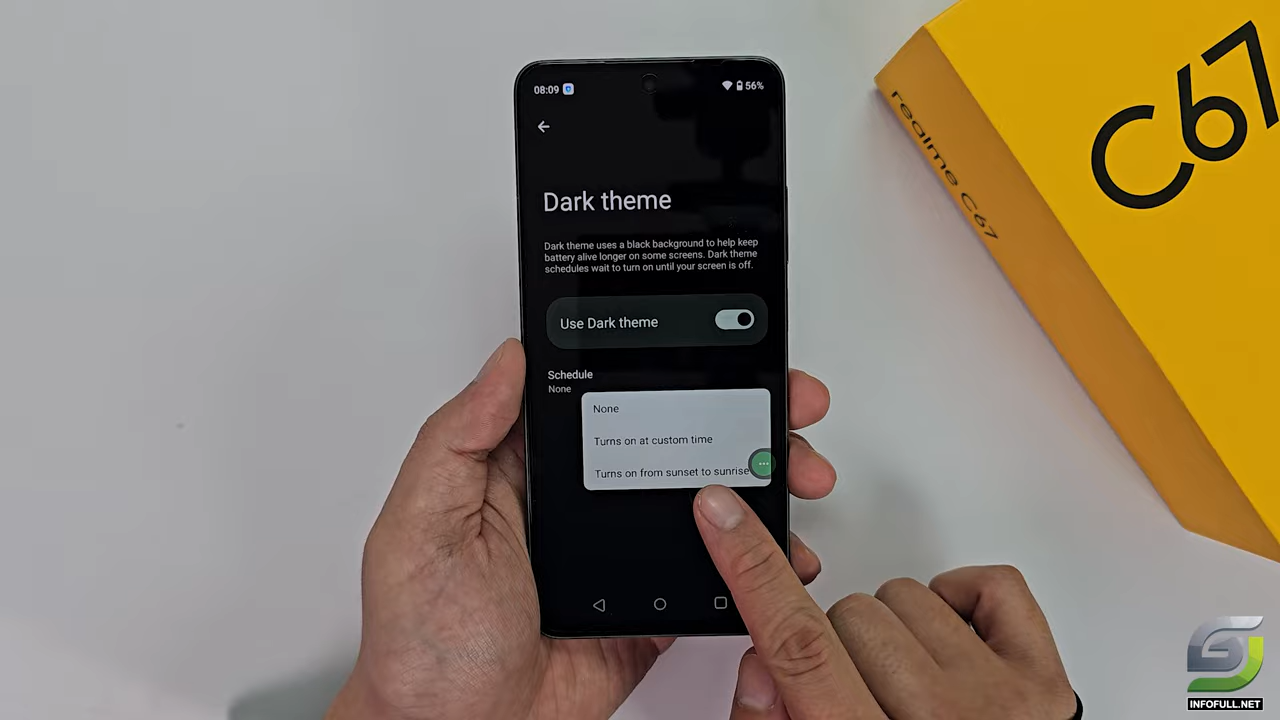 08:09
56%
Dark theme
Dark theme uses a black background to help keep
battery alive longer on some screens. Dark theme
schedules wait to turn on until your screen is off.
Use Dark theme
Schedule
None
None
Turns on at custom time
Turns on from sunset to sunrise
C67
realme C67
INFOFULL.NET